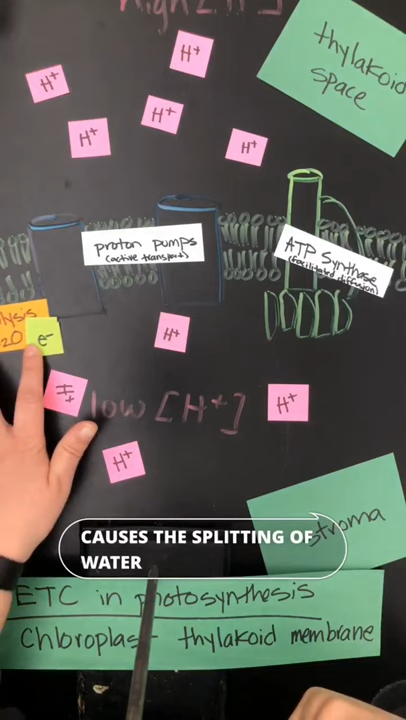 high [H+]
thylakoid
space
H+
H+
H+
H+
H+
proton pumps
(active transport)
ATP Synthase
(facilitated diffusion)
e-
H+
H+
low [H+]
H+
H+
stroma
CAUSES THE SPLITTING OF
WATER
ETC in photosynthesis
Chloroplast thylakoid membrane